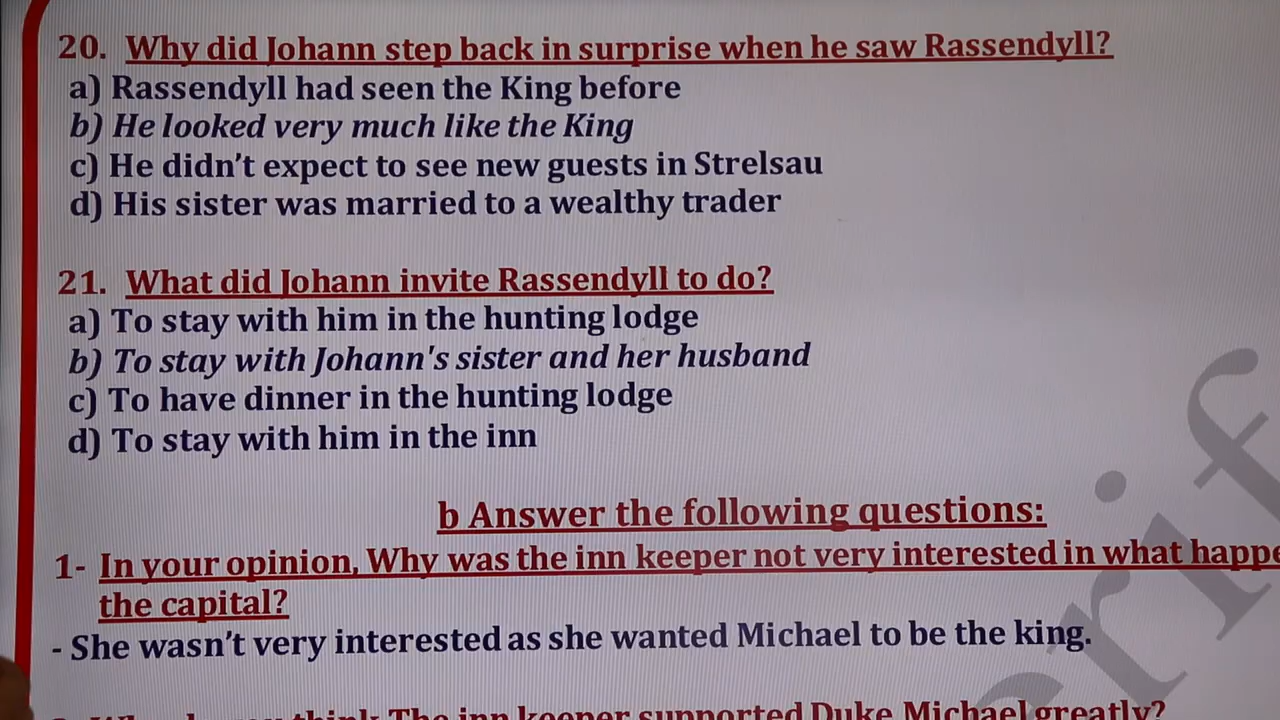 20. Why did Johann step back in surprise when he saw Rassendyll?
a) Rassendyll had seen the King before
b) He looked very much like the King
c) He didn't expect to see new guests in Strelsau
d) His sister was married to a wealthy trader
21. What did Johann invite Rassendyll to do?
a) To stay with him in the hunting lodge
b) To stay with Johann's sister and her husband
c) To have dinner in the hunting lodge
d) To stay with him in the inn
b Answer the following questions:
1- In your opinion, Why was the inn keeper not very interested in what happe
the capital?
- She wasn't very interested as she wanted Michael to be the king.
think The inn keeper supported Duke Michael greatly?
erif